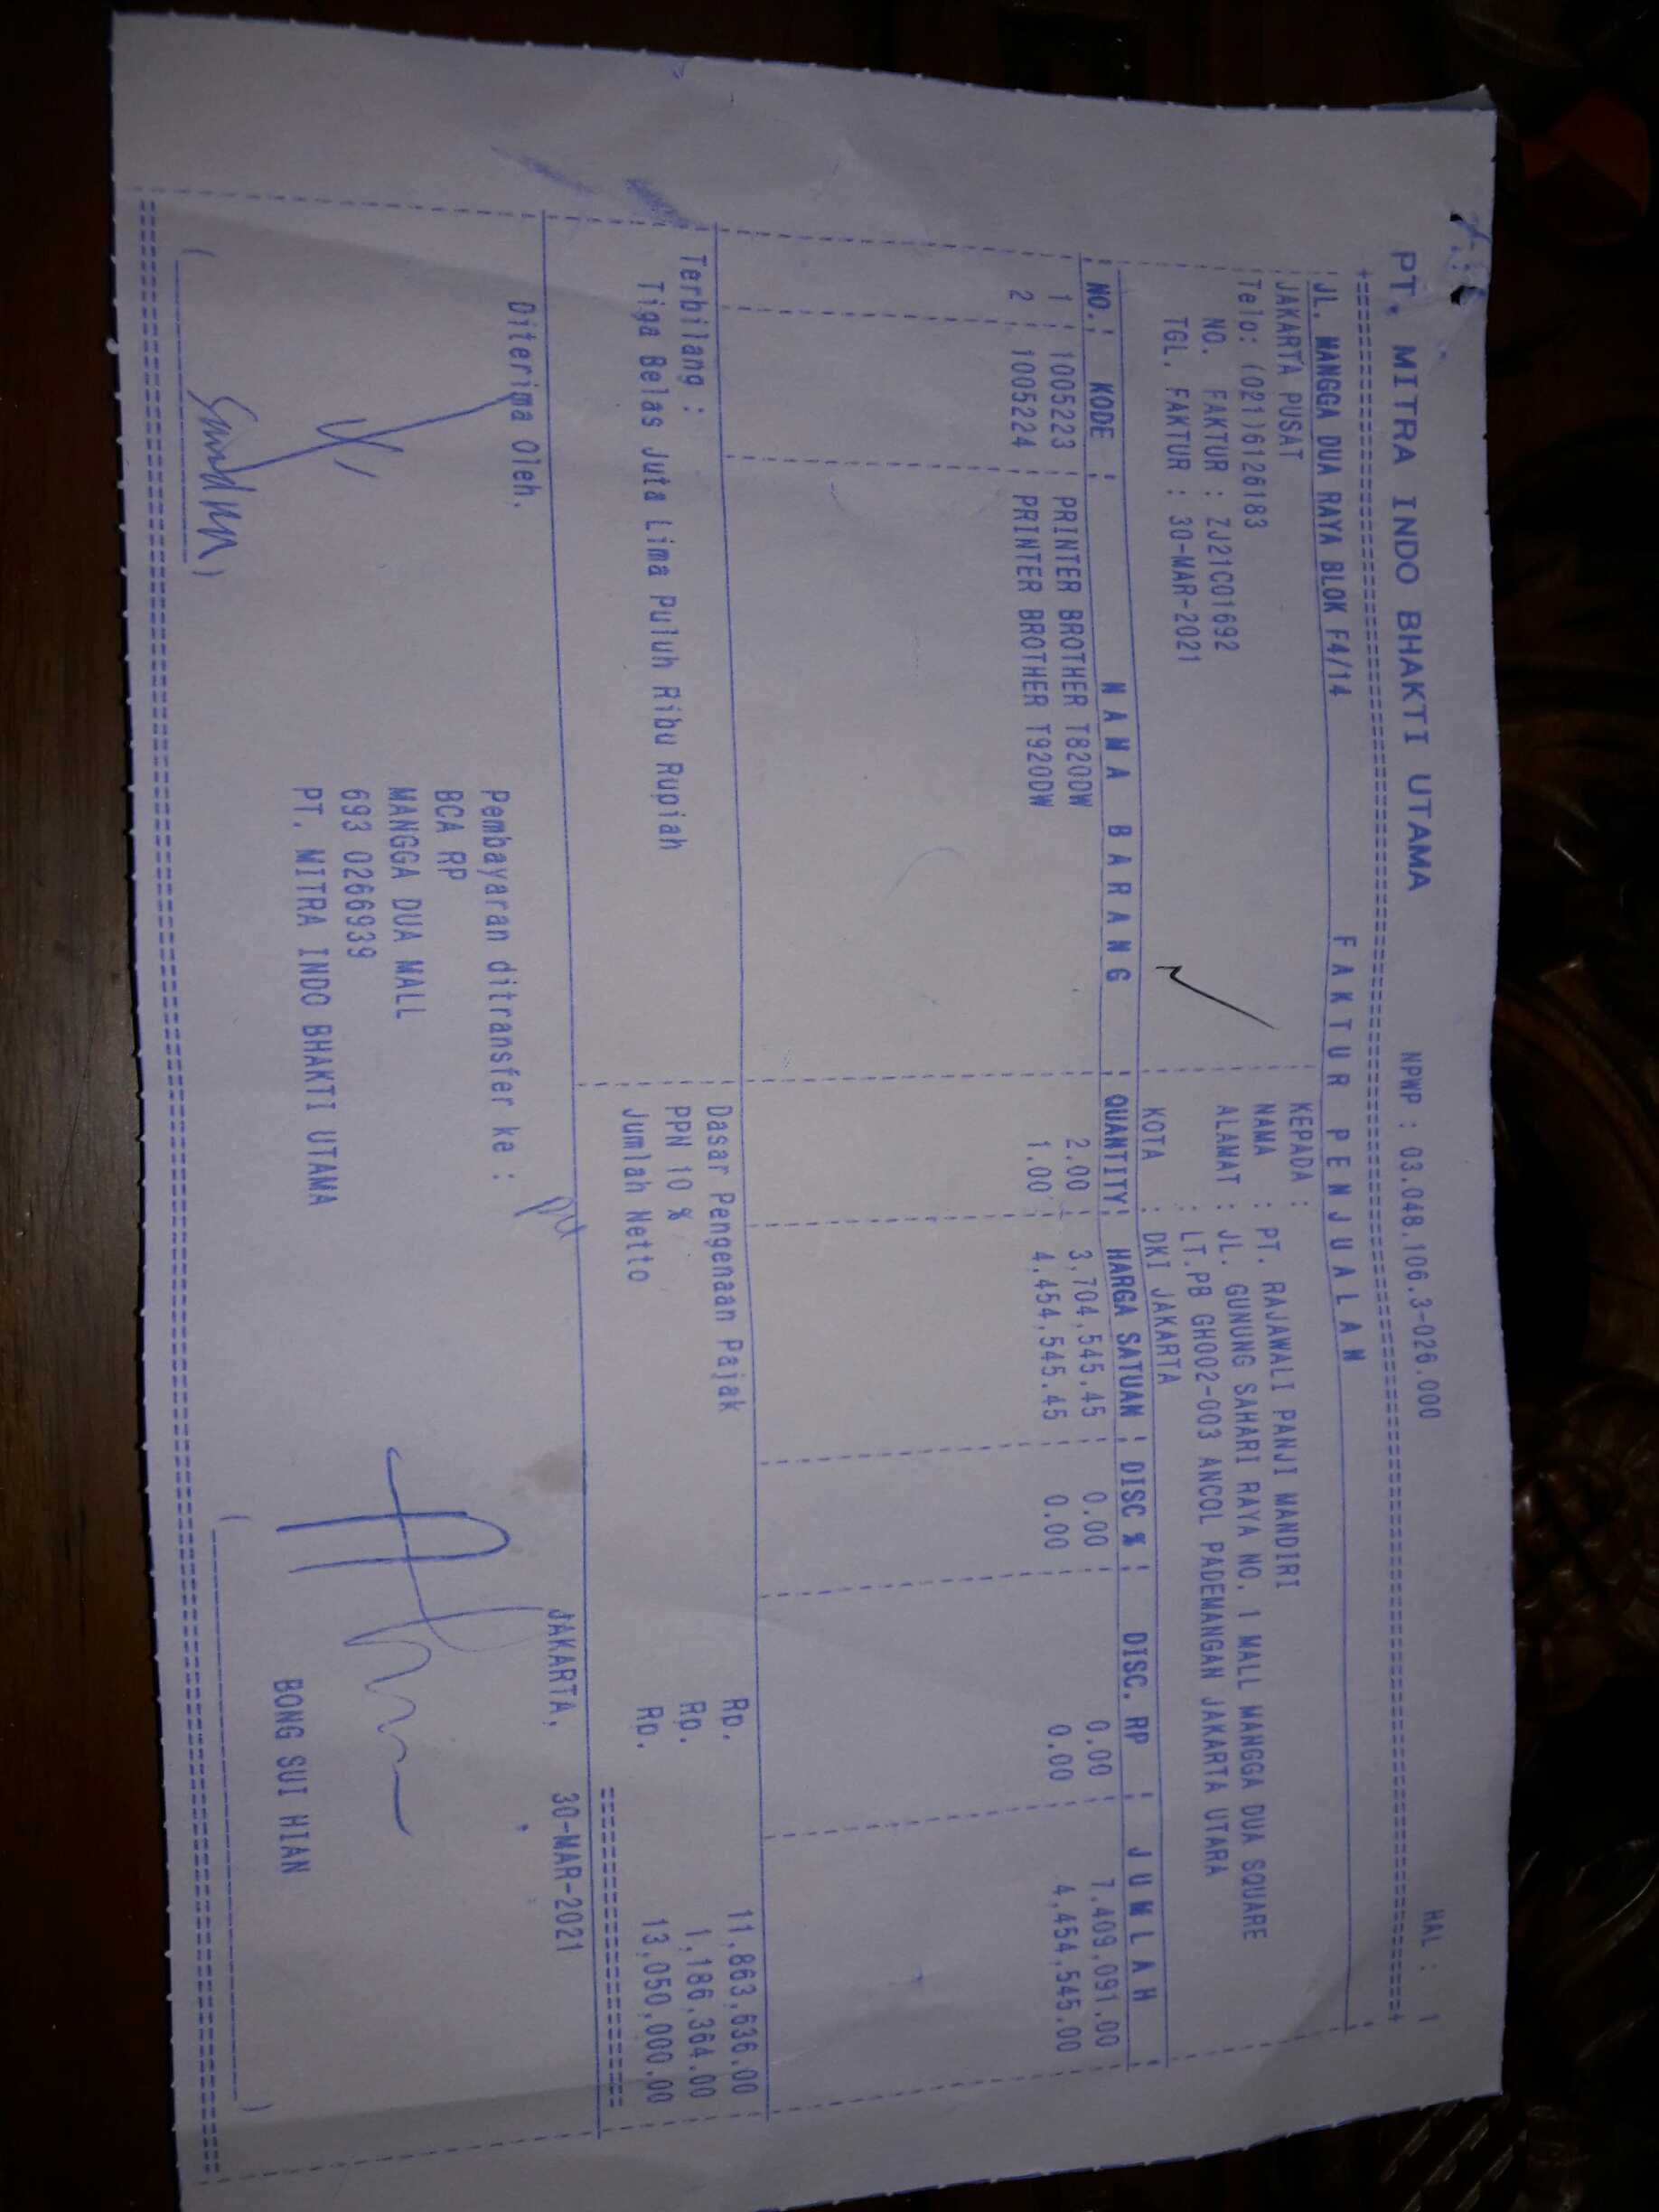 PT. MITRA INDO BHAKTI UTAMA NPWP : 03.048.106.3-026.000 HAL : 1
JL. MANGGA DUA RAYA BLOK F4/14 F A K T U R P E N J U A L A N
JAKARTA PUSAT KEPADA :
Telp: (021)6126183 NAMA : PT. RAJAWALI PANJI MANDIRI
NO. FAKTUR : ZJ21C01692 ALAMAT : JL. GUNUNG SAHARI RAYA NO. 1 MALL MANGGA DUA SQUARE
TGL. FAKTUR : 30-MAR-2021 : LT.PB GH002-003 ANCOL PADEMANGAN JAKARTA UTARA
KOTA : DKI JAKARTA
NO. KODE N A M A B A R A N G QUANTITY HARGA SATUAN DISC % DISC. RP J U M L A H
1 1005223 PRINTER BROTHER T820DW 2.00 3,704,545.45 0.00 0.00 7,409,091.00
2 1005224 PRINTER BROTHER T920DW 1.00 4,454,545.45 0.00 0.00 4,454,545.00
Terbilang : Dasar Pengenaan Pajak Rp. 11,863,636.00
Tiga Belas Juta Lima Puluh Ribu Rupiah PPN 10 % Rp. 1,186,364.00
Jumlah Netto Rp. 13,050,000.00
JAKARTA, 30-MAR-2021
Diterima Oleh, Pembayaran ditransfer ke :
BCA RP
MANGGA DUA MALL
693 0266939
PT. MITRA INDO BHAKTI UTAMA BONG SUI HIAN